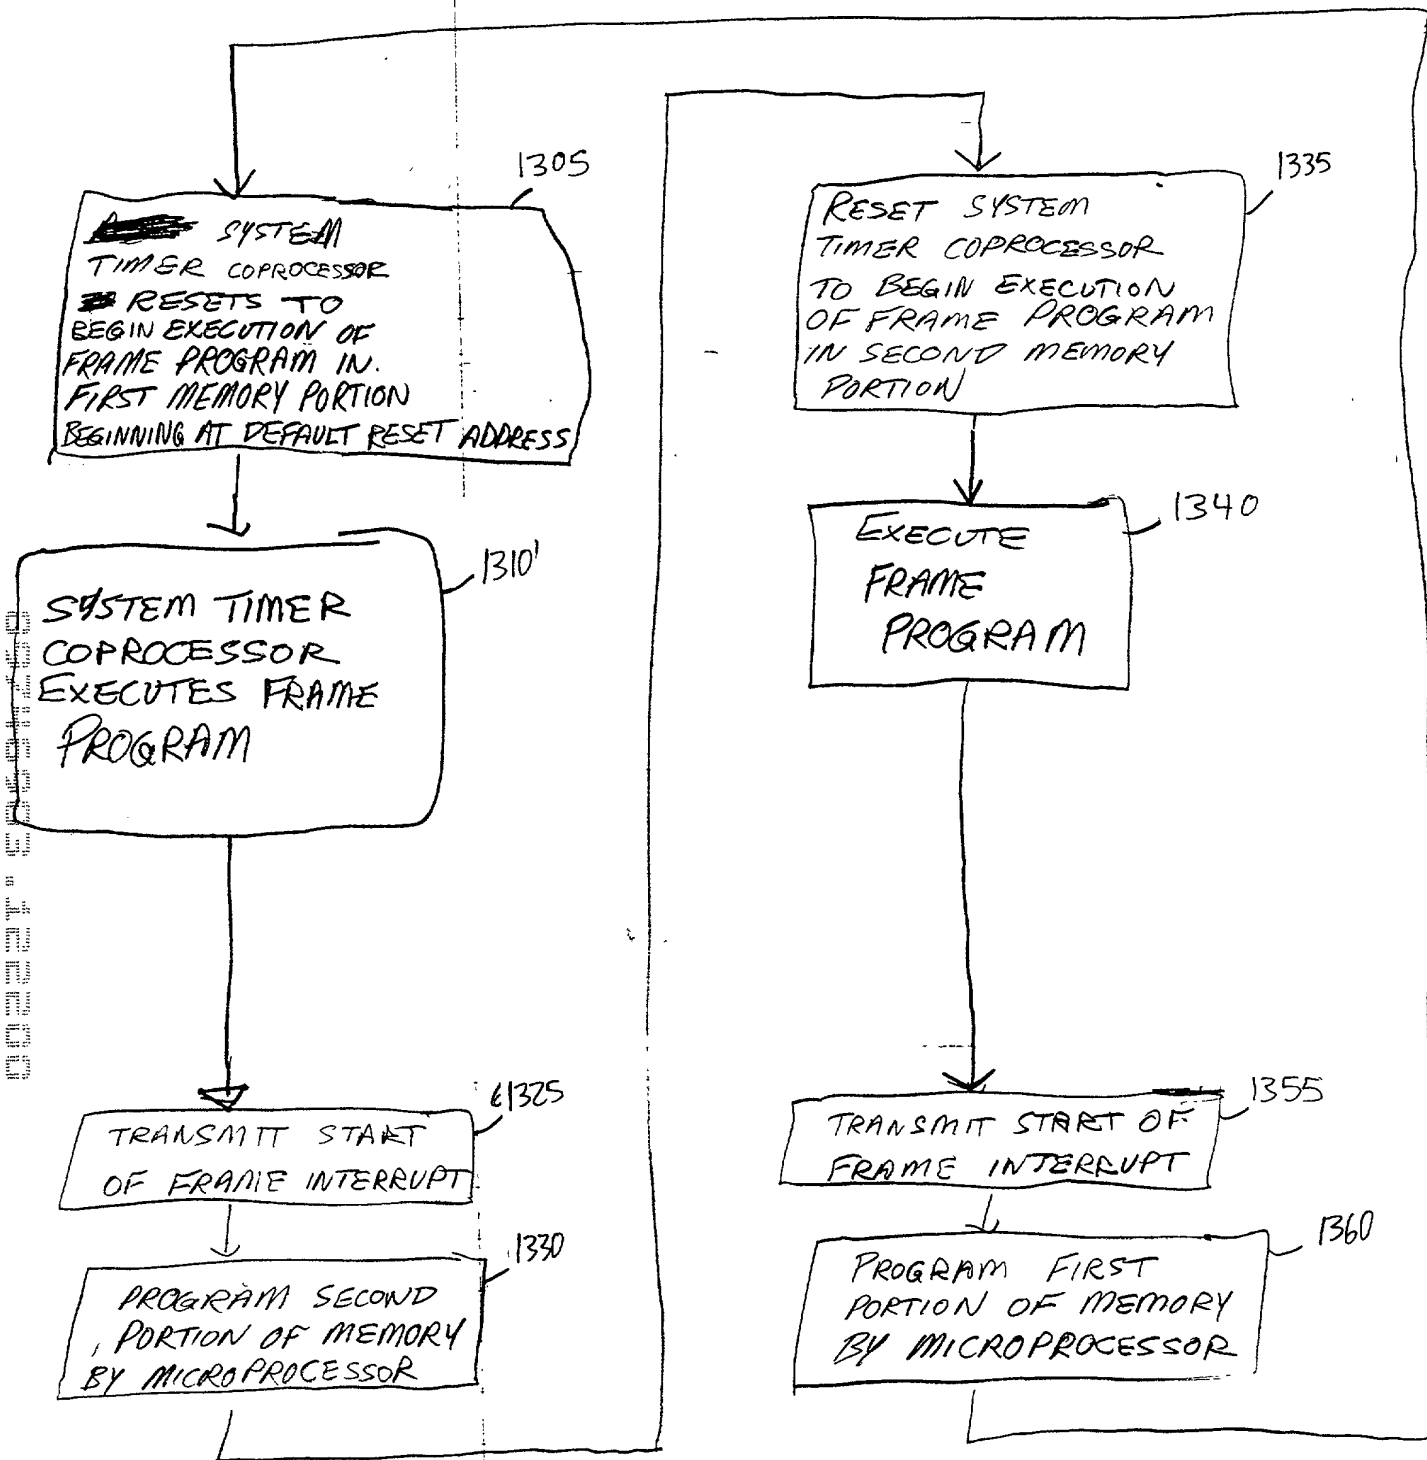 1305
SYSTEM
TIMER COPROCESSOR
RESETS TO
BEGIN EXECUTION OF
FRAME PROGRAM IN.
FIRST MEMORY PORTION
BEGINNING AT DEFAULT RESET ADDRESS
1310'
SYSTEM TIMER
COPROCESSOR
EXECUTES FRAME
PROGRAM
1325
TRANSMIT START
OF FRAME INTERRUPT
1330
PROGRAM SECOND
PORTION OF MEMORY
BY MICROPROCESSOR
1335
RESET SYSTEM
TIMER COPROCESSOR
TO BEGIN EXECUTION
OF FRAME PROGRAM
IN SECOND MEMORY
PORTION
1340
EXECUTE
FRAME
PROGRAM
1355
TRANSMIT START OF
FRAME INTERRUPT
1360
PROGRAM FIRST
PORTION OF MEMORY
BY MICROPROCESSOR